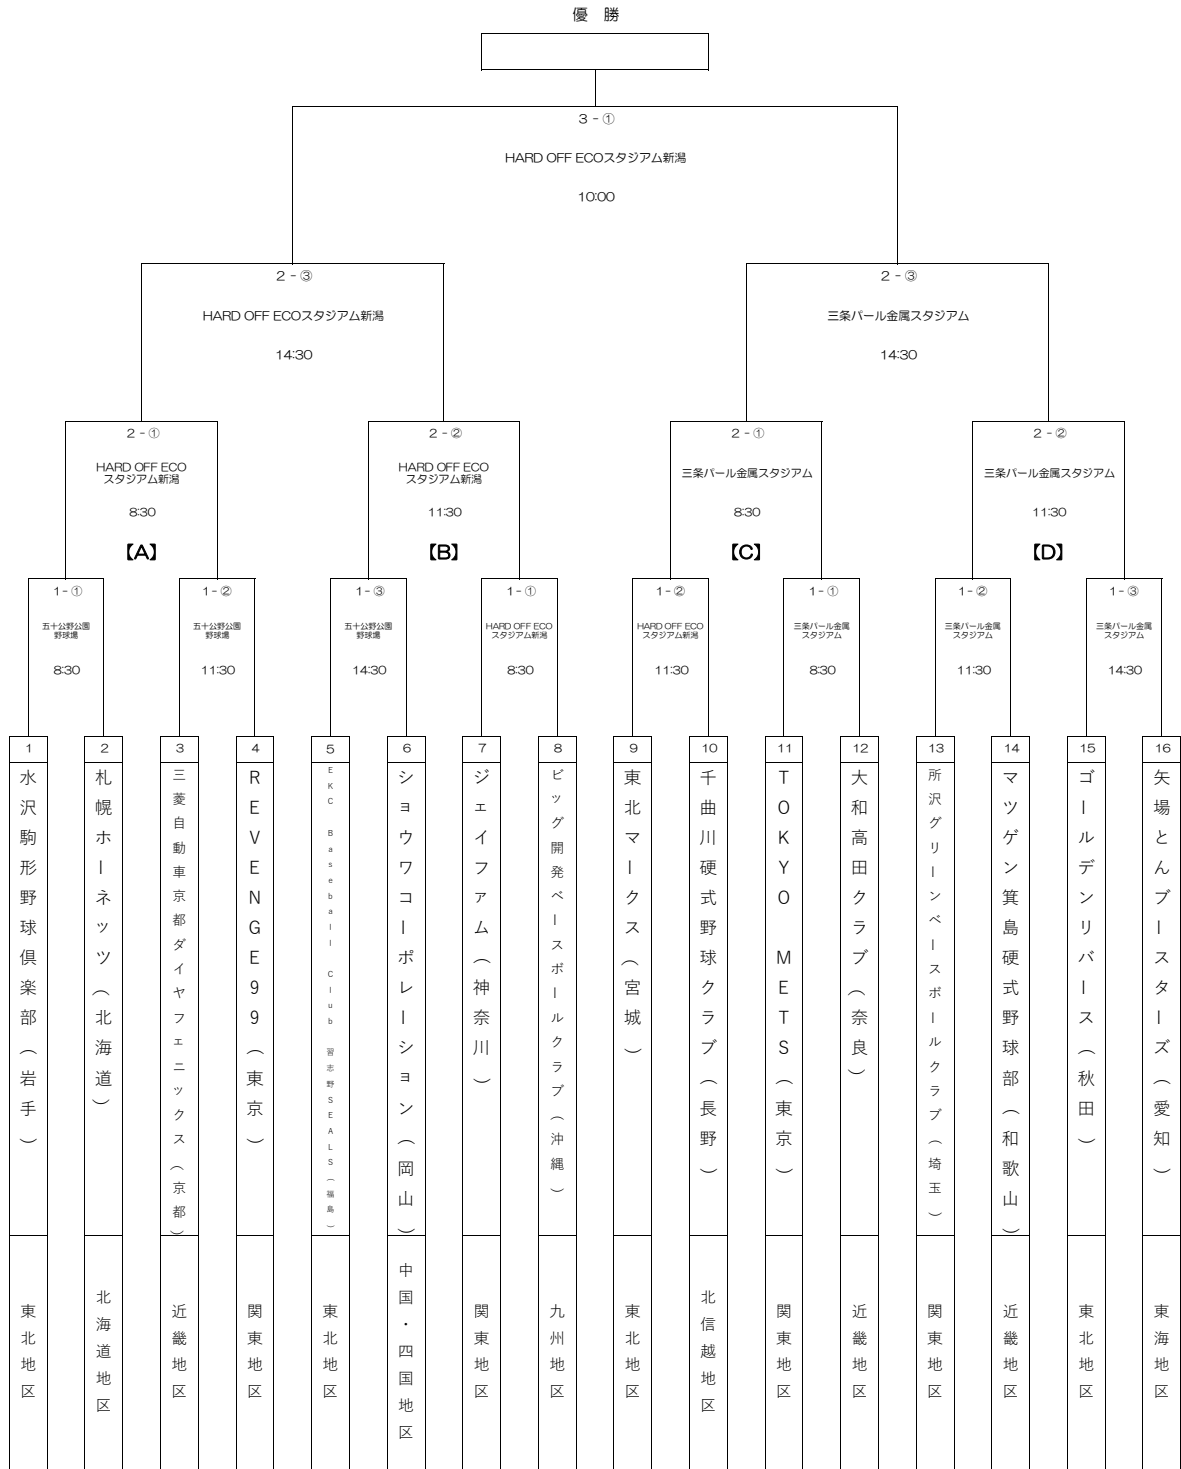 優　勝
3 - ①
HARD OFF ECOスタジアム新潟
10:00
2 - ③
HARD OFF ECOスタジアム新潟
14:30
2 - ③
三条パール金属スタジアム
14:30
2 - ①
HARD OFF ECO
スタジアム新潟
8:30
【A】
2 - ②
HARD OFF ECO
スタジアム新潟
11:30
【B】
2 - ①
三条パール金属スタジアム
8:30
【C】
2 - ②
三条パール金属スタジアム
11:30
【D】
1 - ①
五十公野公園
野球場
8:30
1 - ②
五十公野公園
野球場
11:30
1 - ③
五十公野公園
野球場
14:30
1 - ①
HARD OFF ECO
スタジアム新潟
8:30
1 - ②
HARD OFF ECO
スタジアム新潟
11:30
1 - ①
三条パール金属
スタジアム
8:30
1 - ②
三条パール金属
スタジアム
11:30
1 - ③
三条パール金属
スタジアム
14:30
1
水沢駒形野球倶楽部（岩手）
東北地区
2
札幌ホーネッツ（北海道）
北海道地区
3
三菱自動車京都ダイヤフェニックス（京都）
近畿地区
4
REVENGE99（東京）
関東地区
5
EKC Baseball Club 習志野SEALS（福島）
東北地区
6
ショウワコーポレーション（岡山）
中国・四国地区
7
ジェイファム（神奈川）
関東地区
8
ビッグ開発ベースボールクラブ（沖縄）
九州地区
9
東北マークス（宮城）
東北地区
10
千曲川硬式野球クラブ（長野）
北信越地区
11
TOKYO METS（東京）
関東地区
12
大和高田クラブ（奈良）
近畿地区
13
所沢グリーンベースボールクラブ（埼玉）
関東地区
14
マツゲン箕島硬式野球部（和歌山）
近畿地区
15
ゴールデンリバース（秋田）
東北地区
16
矢場とんブースターズ（愛知）
東海地区